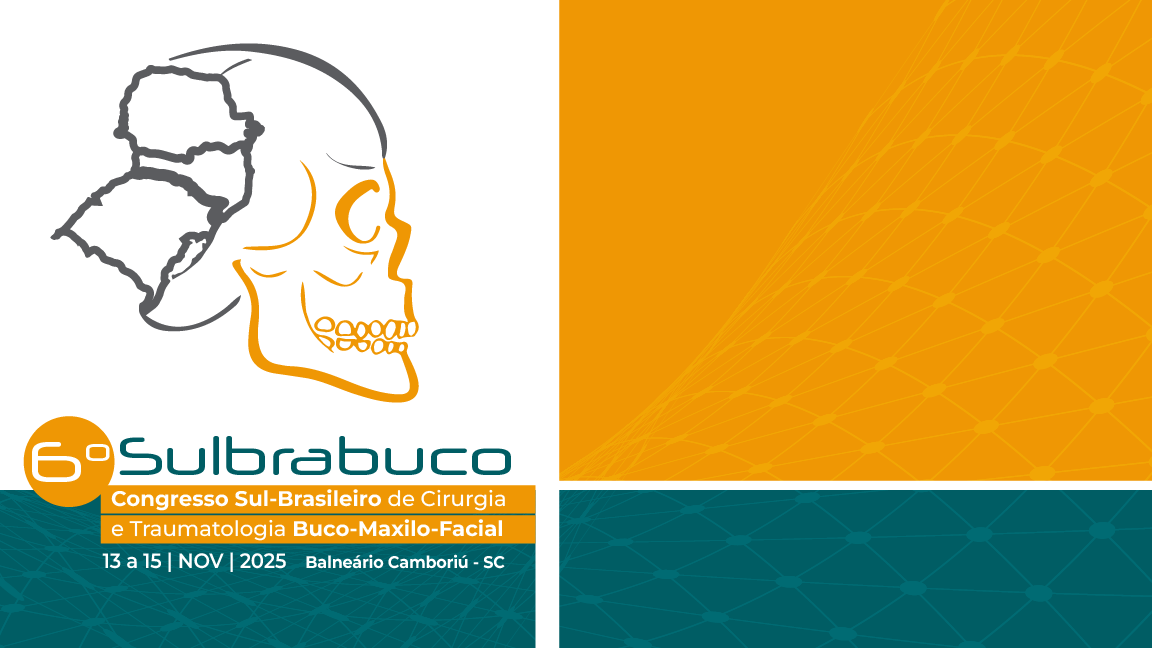 6º Sulbrabuco
Congresso Sul-Brasileiro de Cirurgia
e Traumatologia Buco-Maxilo-Facial
13 a 15 | NOV | 2025 Balneário Camboriú - SC